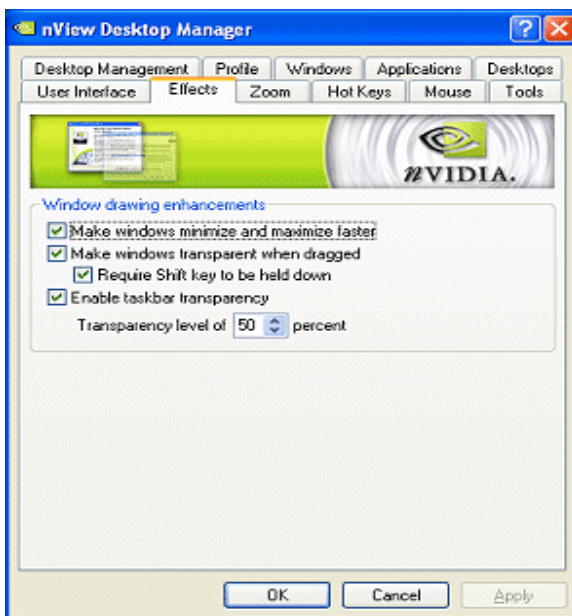 nView Desktop Manager
Desktop Management Profile Windows Applications Desktops
User Interface Effects Zoom Hot Keys Mouse Tools
nVIDIA.
Window drawing enhancements
Make windows minimize and maximize faster
Make windows transparent when dragged
Require Shift key to be held down
Enable taskbar transparency
Transparency level of 50 percent
OK Cancel Apply